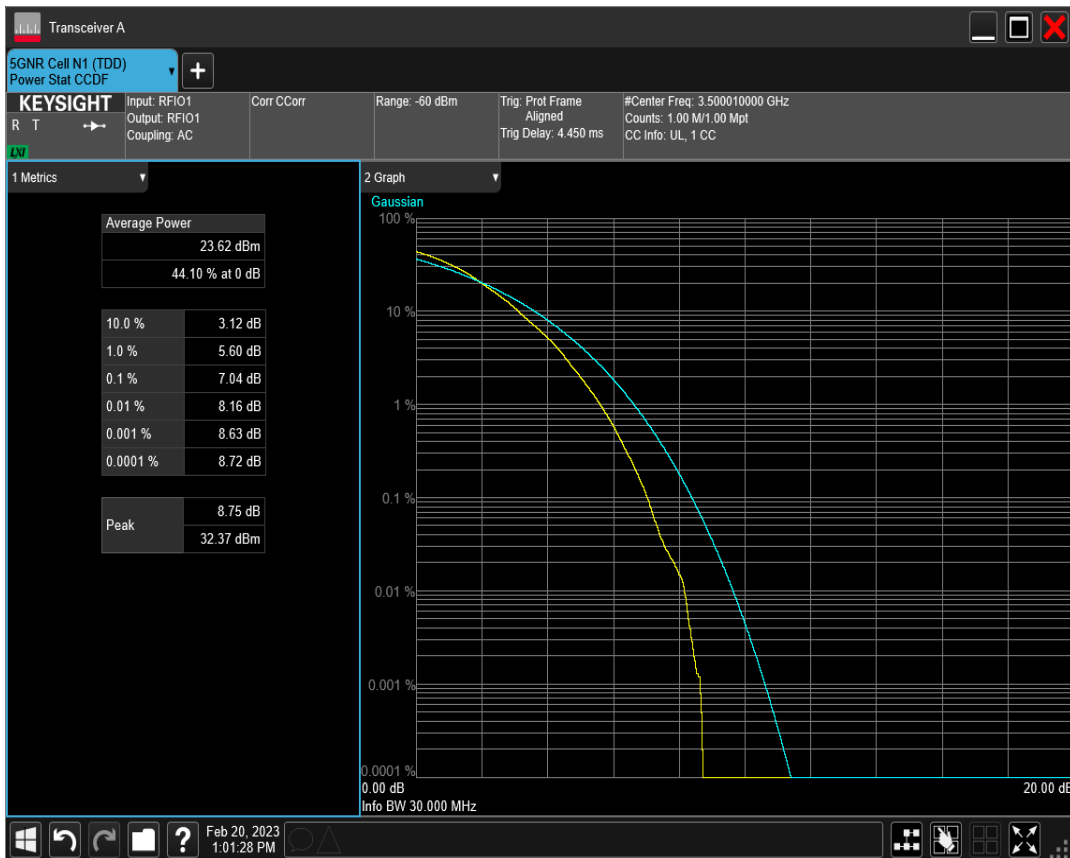 Transceiver A
5GNR Cell N1 (TDD)
Power Stat CCDF
KEYSIGHT
R T
LXI
Input: RFIO1
Output: RFIO1
Coupling: AC
Corr CCorr
Range: -60 dBm
Trig: Prot Frame
Aligned
Trig Delay: 4.450 ms
#Center Freq: 3.500010000 GHz
Counts: 1.00 M/1.00 Mpt
CC Info: UL, 1 CC
1 Metrics
Average Power
23.62 dBm
44.10 % at 0 dB
10.0 % 3.12 dB
1.0 % 5.60 dB
0.1 % 7.04 dB
0.01 % 8.16 dB
0.001 % 8.63 dB
0.0001 % 8.72 dB
Peak 8.75 dB
32.37 dBm
2 Graph
Gaussian
100 %
10 %
1 %
0.1 %
0.01 %
0.001 %
0.0001 %
0.00 dB 20.00 dB
Info BW 30.000 MHz
? Feb 20, 2023
1:01:28 PM